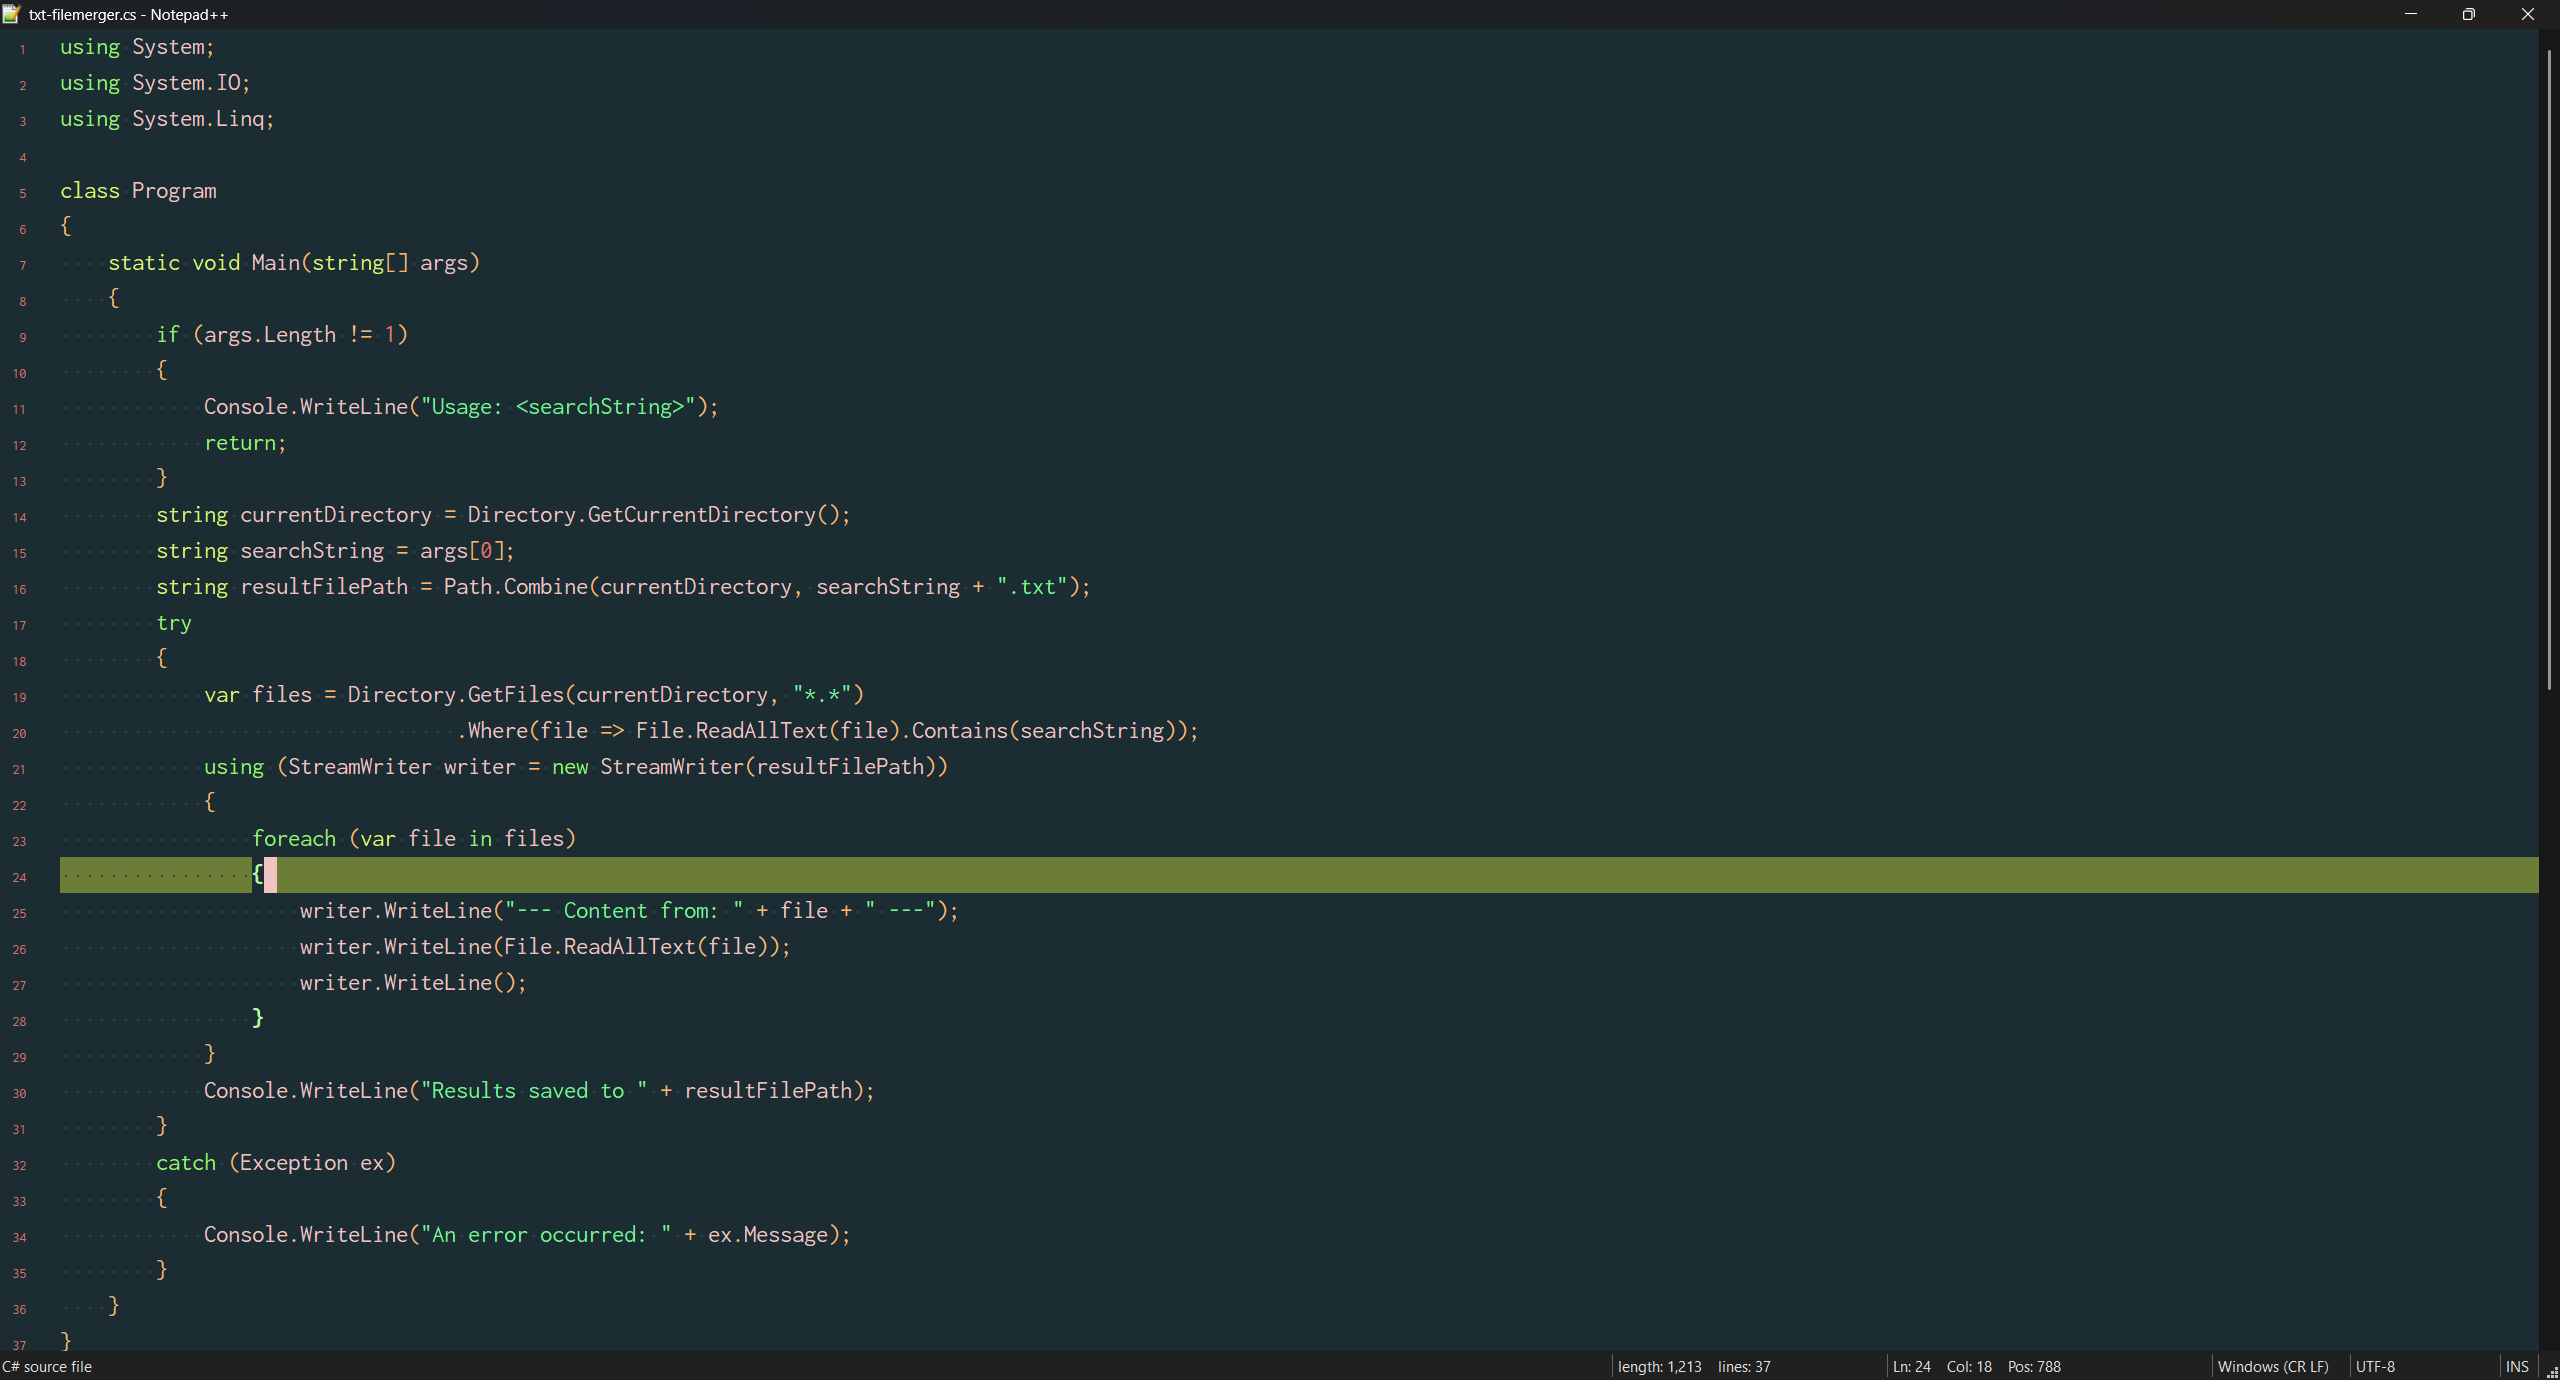 txt-filemerger.cs - Notepad++
1 using System;
2 using System.IO;
3 using System.Linq;
4
5 class Program
6 {
7     static void Main(string[] args)
8     {
9         if (args.Length != 1)
10         {
11             Console.WriteLine("Usage: <searchString>");
12             return;
13         }
14         string currentDirectory = Directory.GetCurrentDirectory();
15         string searchString = args[0];
16         string resultFilePath = Path.Combine(currentDirectory, searchString + ".txt");
17         try
18         {
19             var files = Directory.GetFiles(currentDirectory, "*.*")
20                                  .Where(file => File.ReadAllText(file).Contains(searchString));
21             using (StreamWriter writer = new StreamWriter(resultFilePath))
22             {
23                 foreach (var file in files)
24                 {
25                     writer.WriteLine("--- Content from: " + file + " ---");
26                     writer.WriteLine(File.ReadAllText(file));
27                     writer.WriteLine();
28                 }
29             }
30             Console.WriteLine("Results saved to " + resultFilePath);
31         }
32         catch (Exception ex)
33         {
34             Console.WriteLine("An error occurred: " + ex.Message);
35         }
36     }
37 }
C# source file length: 1,213 lines: 37 Ln: 24 Col: 18 Pos: 788 Windows (CR LF) UTF-8 INS